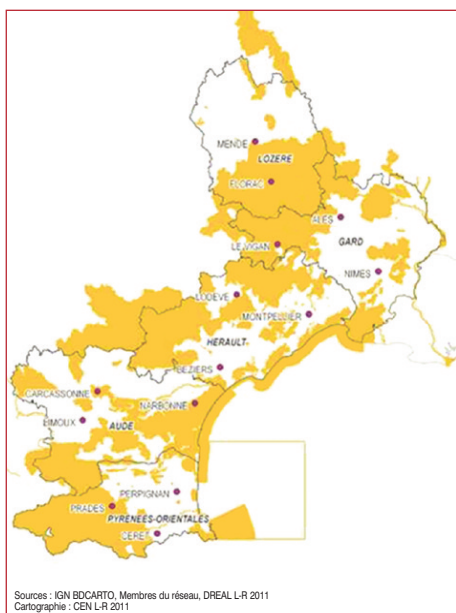 MENDE
LOZERE
FLORAC
ALES
LE VIGAN
GARD
NIMES
LODEVE
MONTPELLIER
HERAULT
BEZIERS
CARCASSONNE
NARBONNE
LIMOUX
AUDE
PERPIGNAN
PRADES
PYRENEES-ORIENTALES
CERET
Sources : IGN BDCARTO, Membres du réseau, DREAL L-R 2011
Cartographie : CEN L-R 2011